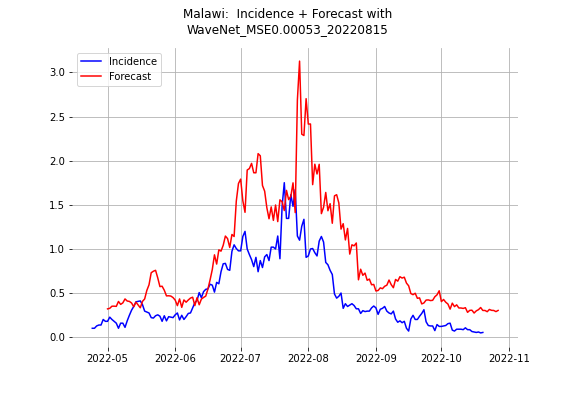 Malawi:  Incidence + Forecast with
WaveNet_MSE0.00053_20220815
Incidence
Forecast
3.0
2.5
2.0
1.5
1.0
0.5
0.0
2022-05 2022-06 2022-07 2022-08 2022-09 2022-10 2022-11